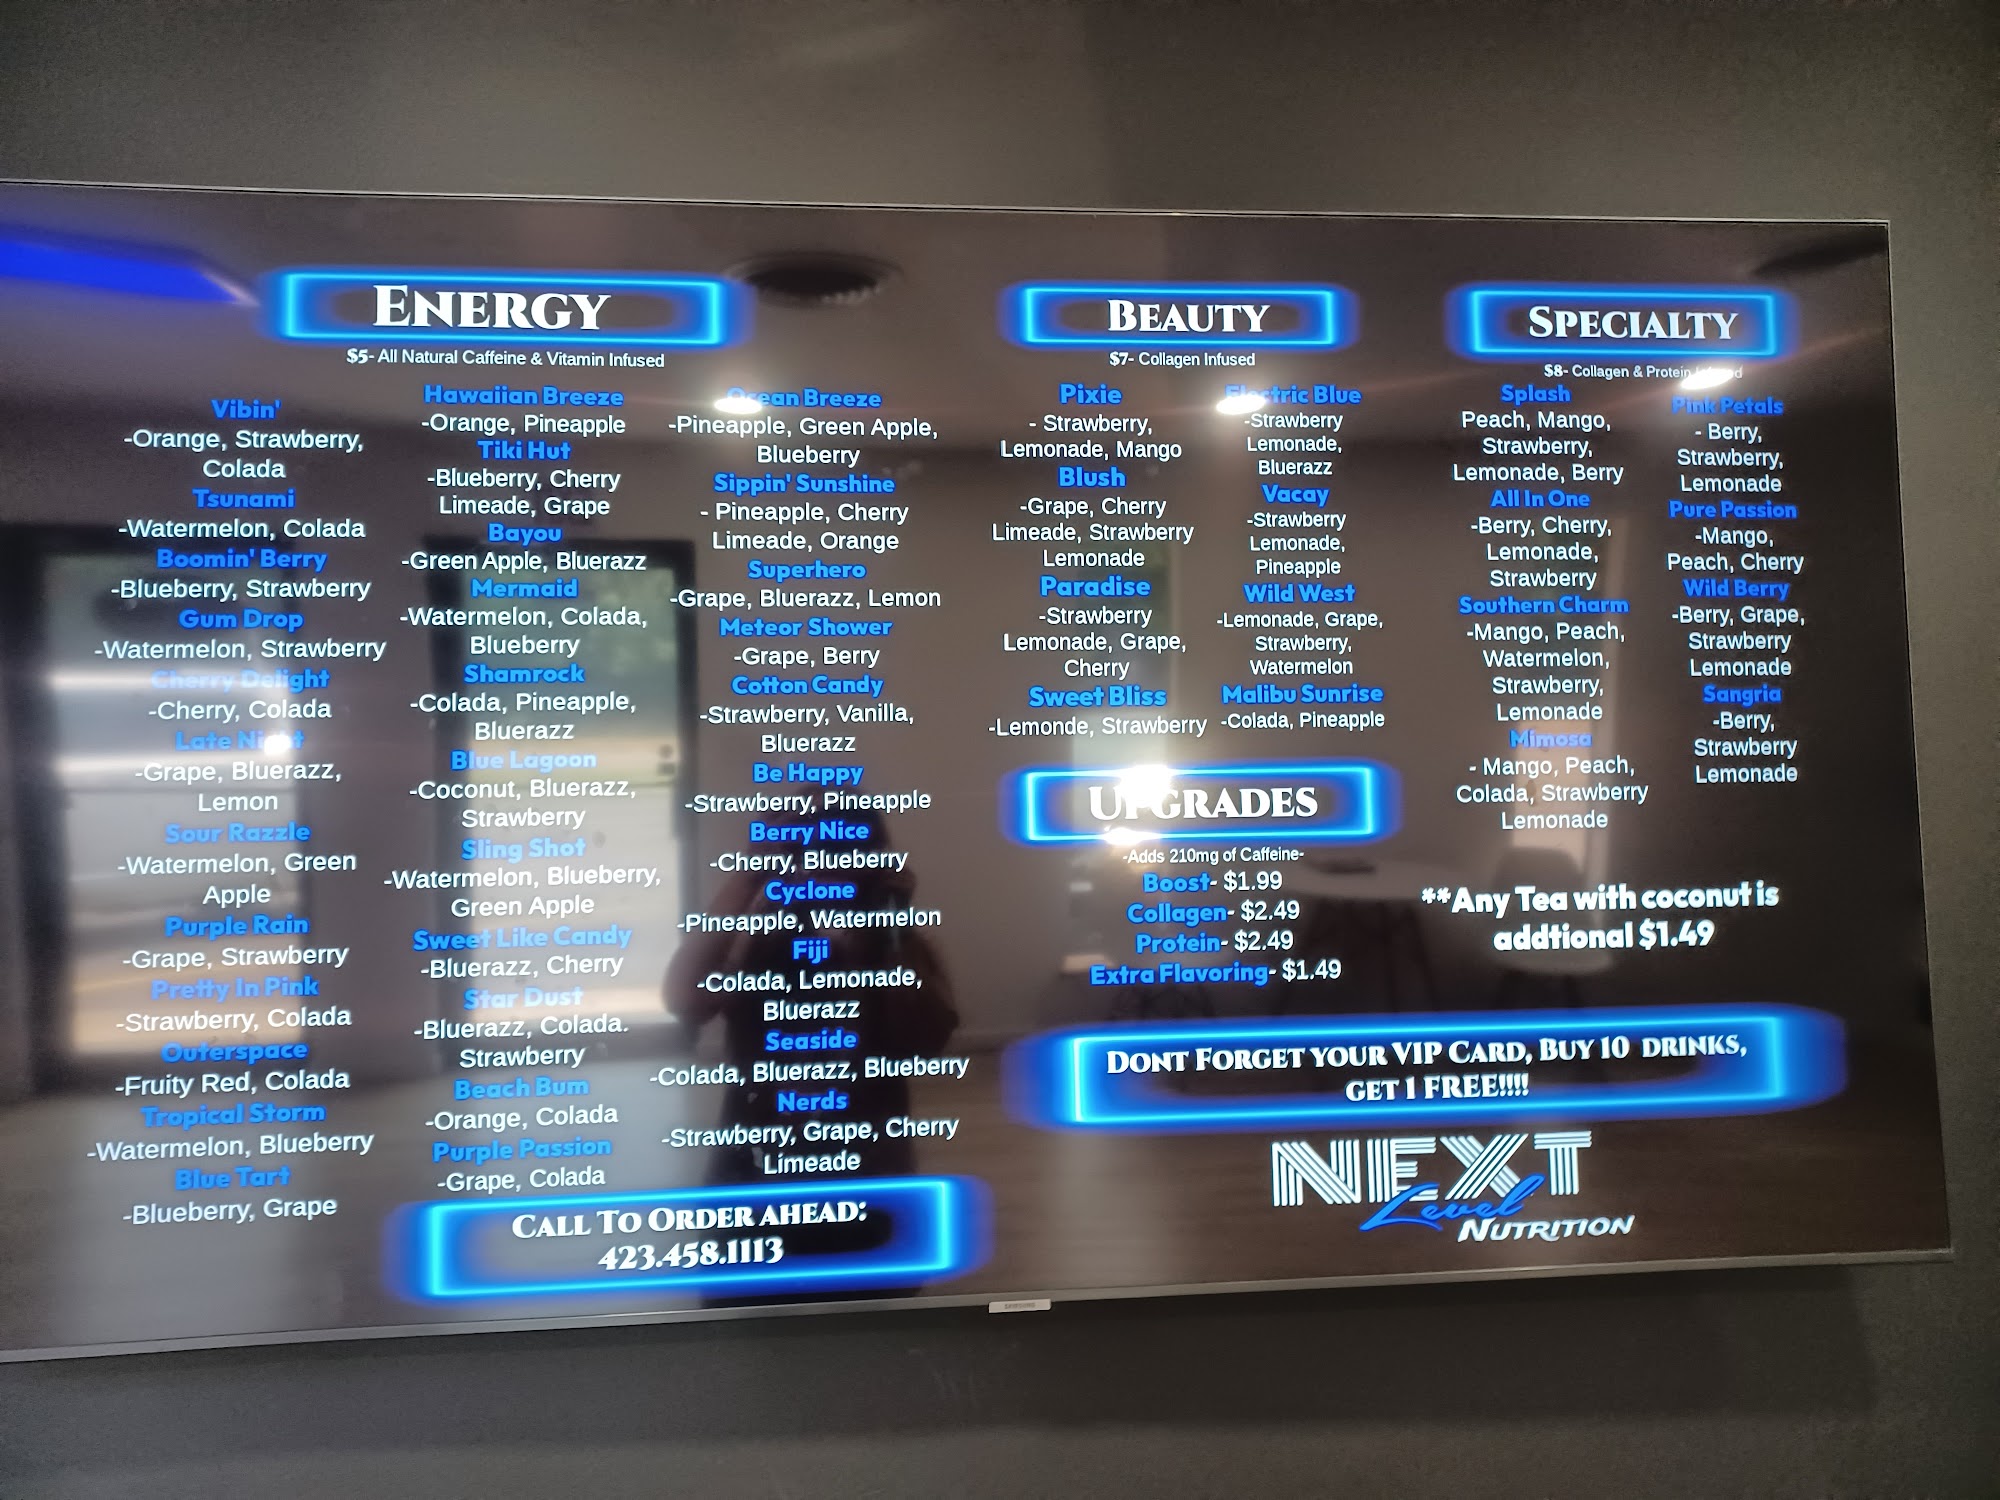 ENERGY
$5- All Natural Caffeine & Vitamin Infused
Vibin'
-Orange, Strawberry,
Colada
Tsunami
-Watermelon, Colada
Boomin' Berry
-Blueberry, Strawberry
Gum Drop
-Watermelon, Strawberry
Cherry Delight
-Cherry, Colada
Late Night
-Grape, Bluerazz,
Lemon
Sour Razzle
-Watermelon, Green
Apple
Purple Rain
-Grape, Strawberry
Pretty In Pink
-Strawberry, Colada
Outerspace
-Fruity Red, Colada
Tropical Storm
-Watermelon, Blueberry
Blue Tart
-Blueberry, Grape
Hawaiian Breeze
-Orange, Pineapple
Tiki Hut
-Blueberry, Cherry
Limeade, Grape
Bayou
-Green Apple, Bluerazz
Mermaid
-Watermelon, Colada,
Blueberry
Shamrock
-Colada, Pineapple,
Bluerazz
Blue Lagoon
-Coconut, Bluerazz,
Strawberry
Sling Shot
-Watermelon, Blueberry,
Green Apple
Sweet Like Candy
-Bluerazz, Cherry
Star Dust
-Bluerazz, Colada.
Strawberry
Beach Bum
-Orange, Colada
Purple Passion
-Grape, Colada
Ocean Breeze
-Pineapple, Green Apple,
Blueberry
Sippin' Sunshine
- Pineapple, Cherry
Limeade, Orange
Superhero
-Grape, Bluerazz, Lemon
Meteor Shower
-Grape, Berry
Cotton Candy
-Strawberry, Vanilla,
Bluerazz
Be Happy
-Strawberry, Pineapple
Berry Nice
-Cherry, Blueberry
Cyclone
-Pineapple, Watermelon
Fiji
-Colada, Lemonade,
Bluerazz
Seaside
-Colada, Bluerazz, Blueberry
Nerds
-Strawberry, Grape, Cherry
Limeade
CALL TO ORDER AHEAD:
423.458.1113
BEAUTY
$7- Collagen Infused
Pixie
- Strawberry,
Lemonade, Mango
Blush
-Grape, Cherry
Limeade, Strawberry
Lemonade
Paradise
-Strawberry
Lemonade, Grape,
Cherry
Sweet Bliss
-Lemonde, Strawberry
Electric Blue
-Strawberry
Lemonade,
Bluerazz
Vacay
-Strawberry
Lemonade,
Pineapple
Wild West
-Lemonade, Grape,
Strawberry,
Watermelon
Malibu Sunrise
-Colada, Pineapple
UPGRADES
-Adds 210mg of Caffeine-
Boost- $1.99
Collagen- $2.49
Protein- $2.49
Extra Flavoring- $1.49
SPECIALTY
$8- Collagen & Protein Infused
Splash
Peach, Mango,
Strawberry,
Lemonade, Berry
All In One
-Berry, Cherry,
Lemonade,
Strawberry
Southern Charm
-Mango, Peach,
Watermelon,
Strawberry,
Lemonade
Mimosa
- Mango, Peach,
Colada, Strawberry
Lemonade
Pink Petals
- Berry,
Strawberry,
Lemonade
Pure Passion
-Mango,
Peach, Cherry
Wild Berry
-Berry, Grape,
Strawberry
Lemonade
Sangria
-Berry,
Strawberry
Lemonade
**Any Tea with coconut is
addtional $1.49
DONT FORGET YOUR VIP CARD, BUY 10 DRINKS,
GET 1 FREE!!!!
NEXT
Level
NUTRITION
SAMSUNG